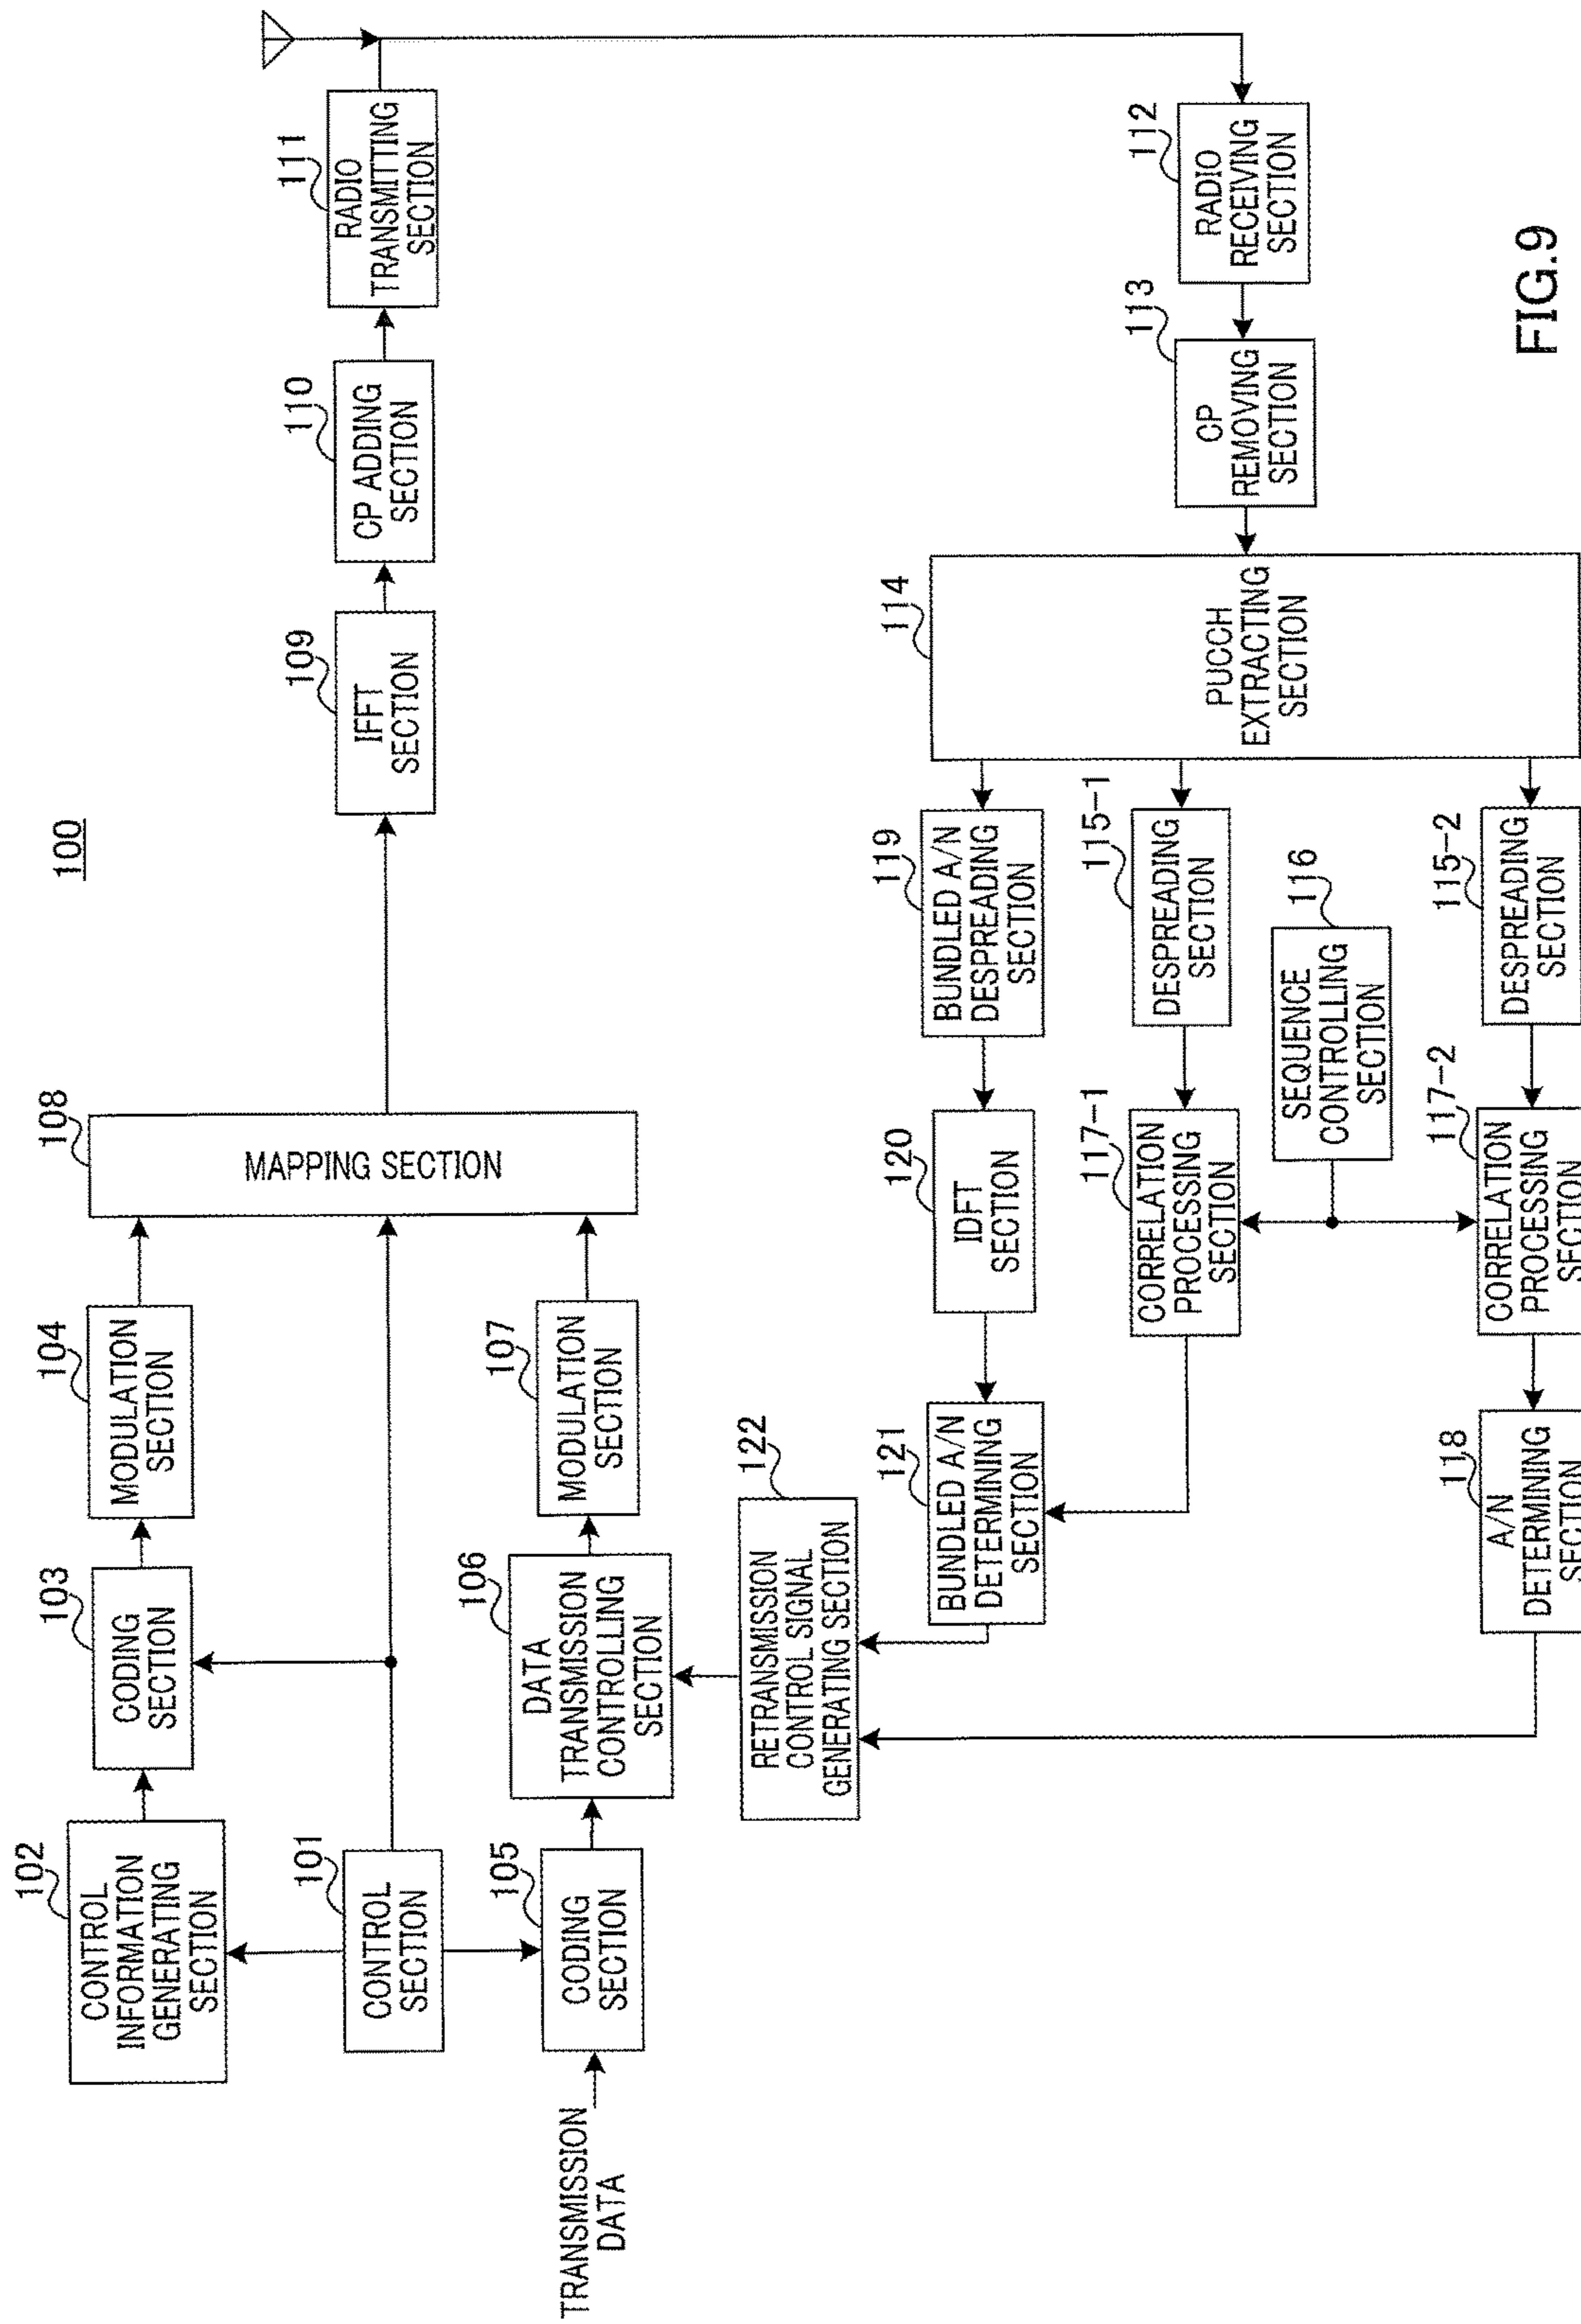 100
102
CONTROL
INFORMATION
GENERATING
SECTION
103
CODING
SECTION
104
MODULATION
SECTION
108
MAPPING SECTION
109
IFFT
SECTION
110
CP ADDING
SECTION
111
RADIO
TRANSMITTING
SECTION
101
CONTROL
SECTION
TRANSMISSION
DATA
105
CODING
SECTION
106
DATA
TRANSMISSION
CONTROLLING
SECTION
107
MODULATION
SECTION
122
RETRANSMISSION
CONTROL SIGNAL
GENERATING SECTION
121
BUNDLED A/N
DETERMINING
SECTION
120
IDFT
SECTION
119
BUNDLED A/N
DESPREADING
SECTION
114
PUCCH
EXTRACTING
SECTION
113
CP
REMOVING
SECTION
112
RADIO
RECEIVING
SECTION
117-1
CORRELATION
PROCESSING
SECTION
115-1
DESPREADING
SECTION
116
SEQUENCE
CONTROLLING
SECTION
118
A/N
DETERMINING
SECTION
117-2
CORRELATION
PROCESSING
SECTION
115-2
DESPREADING
SECTION
FIG.9